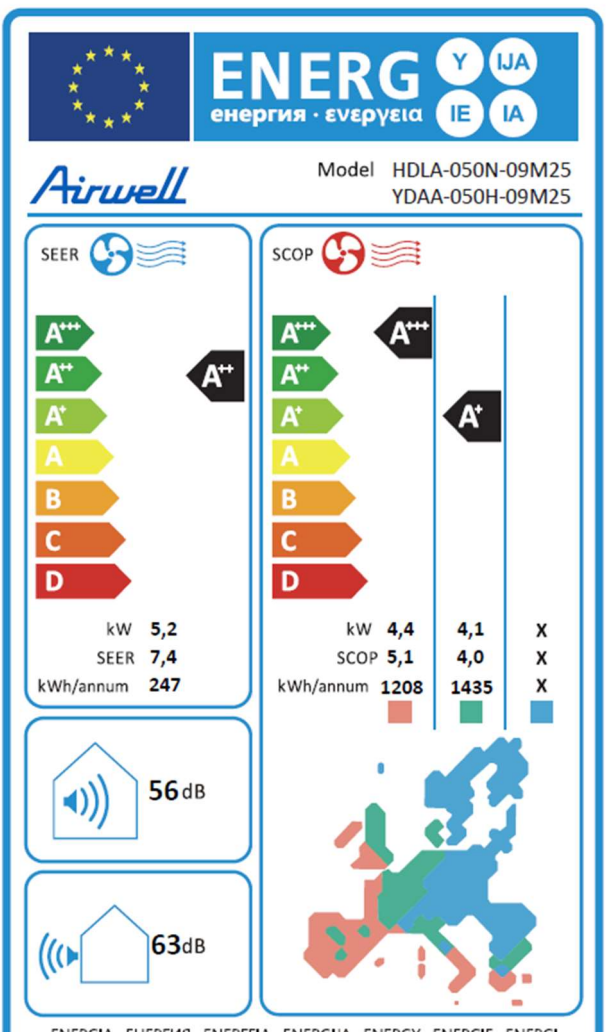 ENERG
енергия · ενεργεια
Y IJA
IE IA
Airwell
Model HDLA-050N-09M25
YDAA-050H-09M25
SEER
A+++
A++
A+
A
B
C
D
A++
kW 5,2
SEER 7,4
kWh/annum 247
SCOP
A+++
A++
A+
A
B
C
D
A+++
A+
kW 4,4 4,1 X
SCOP 5,1 4,0 X
kWh/annum 1208 1435 X
56 dB
63dB